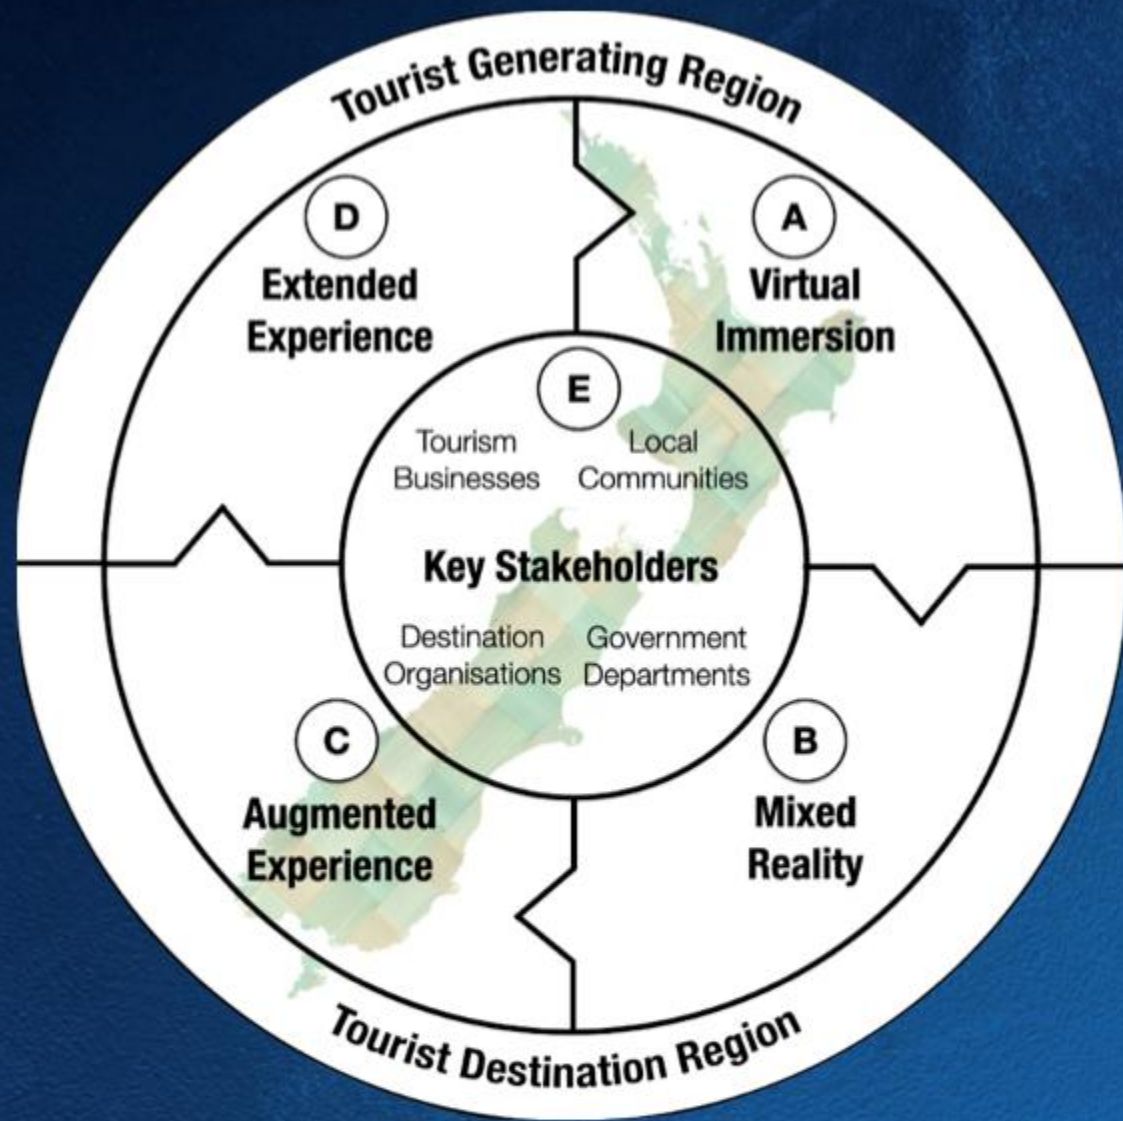 Tourist Generating Region
D
Extended
Experience
A
Virtual
Immersion
E
Tourism
Businesses
Local
Communities
Key Stakeholders
Destination
Organisations
Government
Departments
C
Augmented
Experience
B
Mixed
Reality
Tourist Destination Region